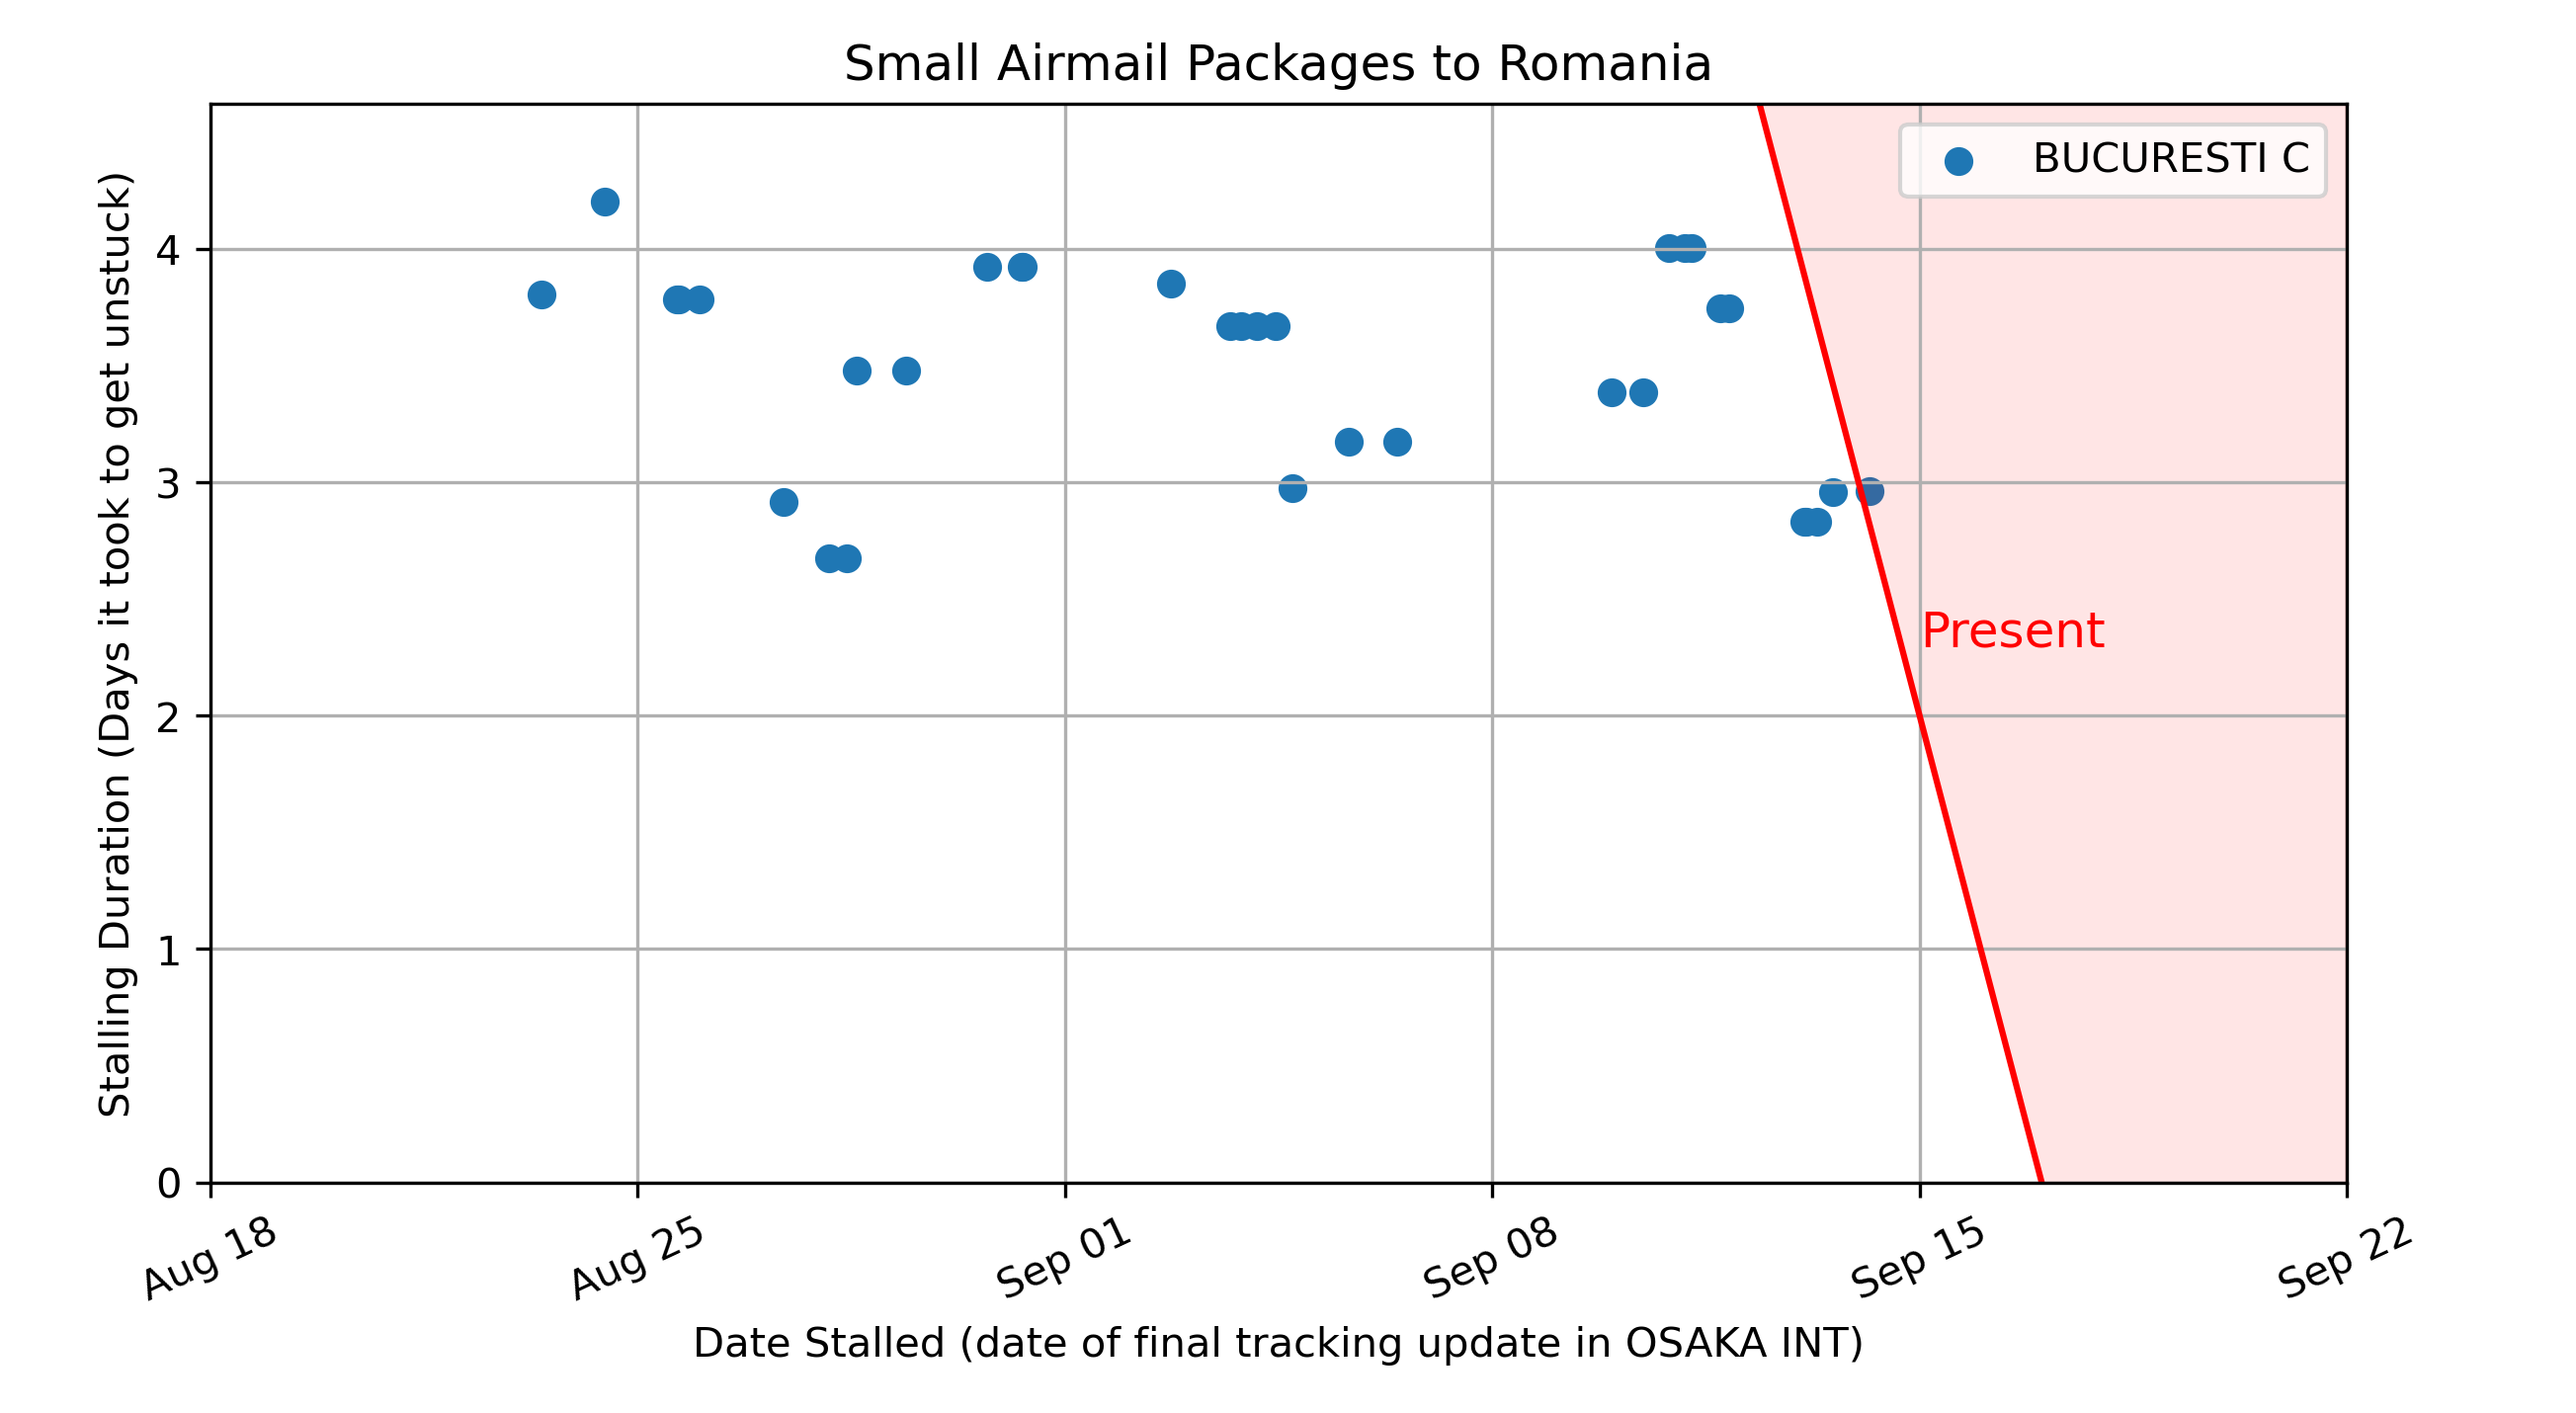 Small Airmail Packages to Romania
BUCURESTI C
Stalling Duration (Days it took to get unstuck)
4
3
2
1
0
Present
Aug 18
Aug 25
Sep 01
Sep 08
Sep 15
Sep 22
Date Stalled (date of final tracking update in OSAKA INT)